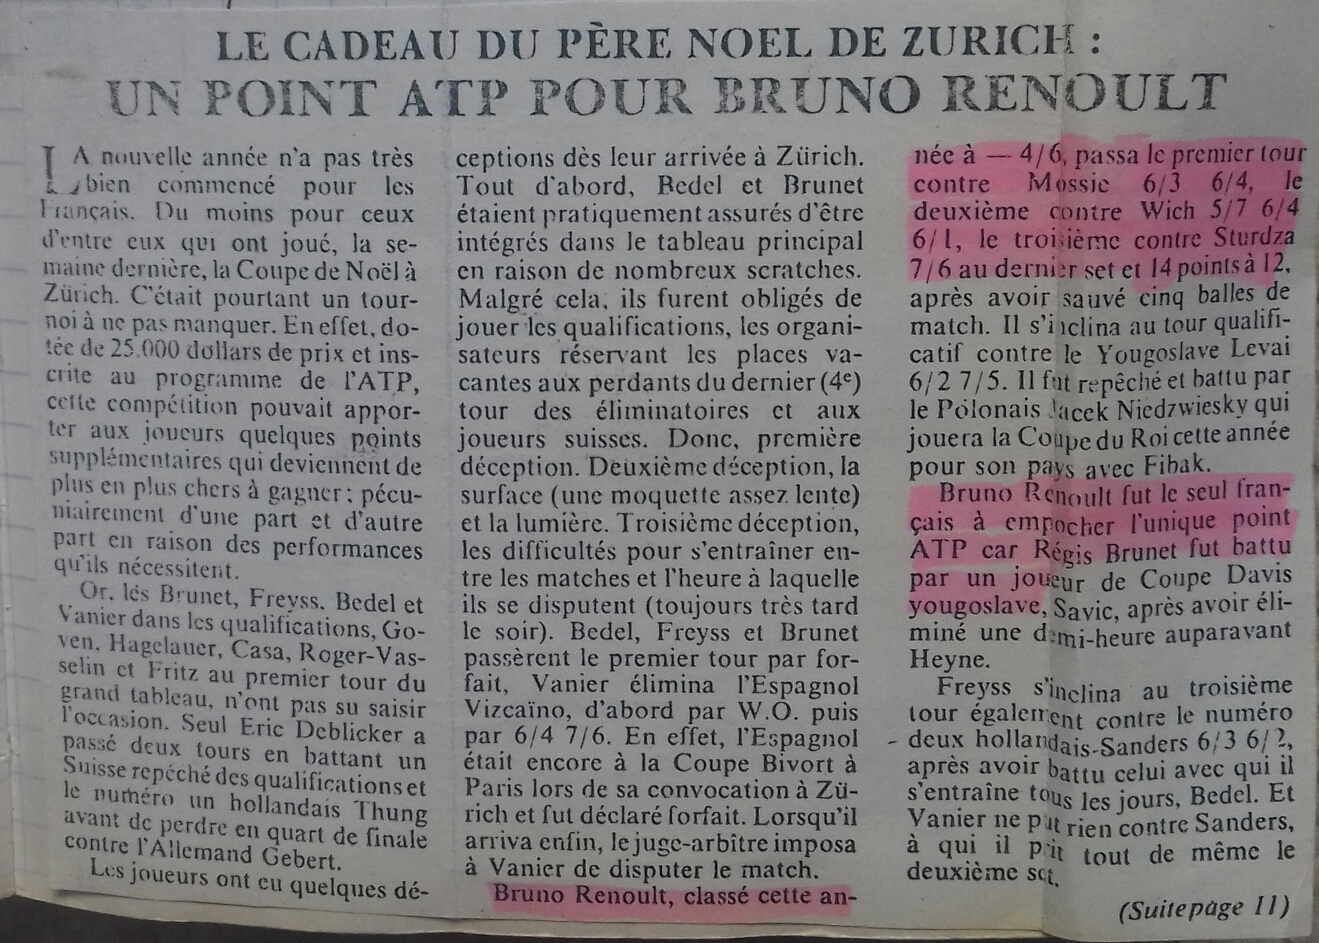 LE CADEAU DU PÈRE NOEL DE ZURICH :
UN POINT ATP POUR BRUNO RENOULT
LA nouvelle année n'a pas très
bien commencé pour les
Français. Du moins pour ceux
d'entre eux qui ont joué, la se-
maine dernière, la Coupe de Noël à
Zürich. C'était pourtant un tour-
noi à ne pas manquer. En effet, do-
tée de 25.000 dollars de prix et ins-
crite au programme de l'ATP,
cette compétition pouvait appor-
ter aux joueurs quelques points
supplémentaires qui deviennent de
plus en plus chers à gagner : pécu-
niairement d'une part et d'autre
part en raison des performances
qu'ils nécessitent.
Or, lés Brunet, Freyss. Bedel et
Vanier dans les qualifications, Go-
ven. Hagelauer, Casa, Roger-Vas-
selin et Fritz au premier tour du
grand tableau, n'ont pas su saisir
l'occasion. Seul Eric Deblicker a
passé deux tours en battant un
Suisse repéché des qualifications et
le numéro un hollandais Thung
avant de perdre en quart de finale
contre l'Allemand Gebert.
Les joueurs ont eu quelques dé-
ceptions dès leur arrivée à Zürich.
Tout d'abord, Bedel et Brunet
étaient pratiquement assurés d'être
intégrés dans le tableau principal
en raison de nombreux scratches.
Malgré cela, ils furent obligés de
jouer les qualifications, les organi-
sateurs réservant les places va-
cantes aux perdants du dernier (4e)
tour des éliminatoires et aux
joueurs suisses. Donc, première
déception. Deuxième déception, la
surface (une moquette assez lente)
et la lumière. Troisième déception,
les difficultés pour s'entraîner en-
tre les matches et l'heure à laquelle
ils se disputent (toujours très tard
le soir). Bedel, Freyss et Brunet
passèrent le premier tour par for-
fait, Vanier élimina l'Espagnol
Vizcaïno, d'abord par W.O. puis
par 6/4 7/6. En effet, l'Espagnol
était encore à la Coupe Bivort à
Paris lors de sa convocation à Zü-
rich et fut déclaré forfait. Lorsqu'il
arriva enfin, le juge-arbître imposa
à Vanier de disputer le match.
Bruno Renoult, classé cette an-
née à — 4/6, passa le premier tour
contre Mossie 6/3 6/4, le
deuxième contre Wich 5/7 6/4
6/1, le troisième contre Sturdza
7/6 au dernier set et 14 points à 12,
après avoir sauvé cinq balles de
match. Il s'inclina au tour qualifi-
catif contre le Yougoslave Levai
6/2 7/5. Il fut repêché et battu par
le Polonais Jacek Niedzwiesky qui
jouera la Coupe du Roi cette année
pour son pays avec Fibak.
Bruno Renoult fut le seul fran-
çais à empocher l'unique point
ATP car Régis Brunet fut battu
par un joueur de Coupe Davis
yougoslave, Savic, après avoir éli-
miné une demi-heure auparavant
Heyne.
Freyss s'inclina au troisième
tour également contre le numéro
deux hollandais-Sanders 6/3 6/2,
après avoir battu celui avec qui il
s'entraîne tous les jours, Bedel. Et
Vanier ne put rien contre Sanders,
à qui il prit tout de même le
deuxième set.
(Suite page 11)